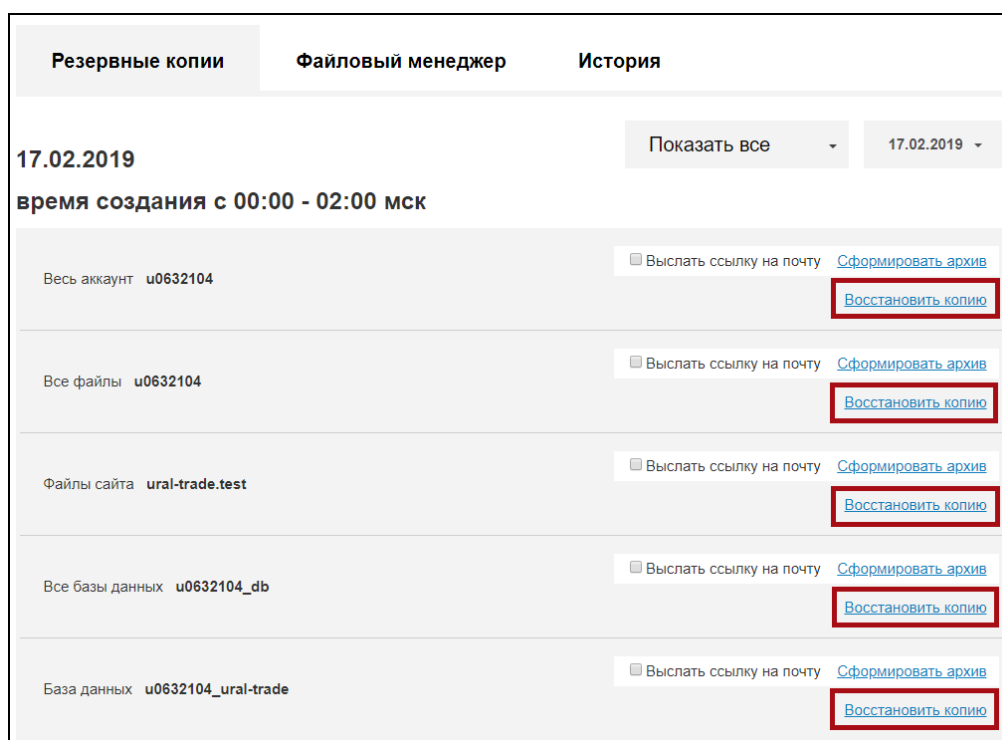 Резервные копии Файловый менеджер История
Показать все 17.02.2019
17.02.2019
время создания с 00:00 - 02:00 мск
Выслать ссылку на почту Сформировать архив
Весь аккаунт u0632104
Восстановить копию
Выслать ссылку на почту Сформировать архив
Все файлы u0632104
Восстановить копию
Выслать ссылку на почту Сформировать архив
Файлы сайта ural-trade.test
Восстановить копию
Выслать ссылку на почту Сформировать архив
Все базы данных u0632104_db
Восстановить копию
Выслать ссылку на почту Сформировать архив
База данных u0632104_ural-trade
Восстановить копию